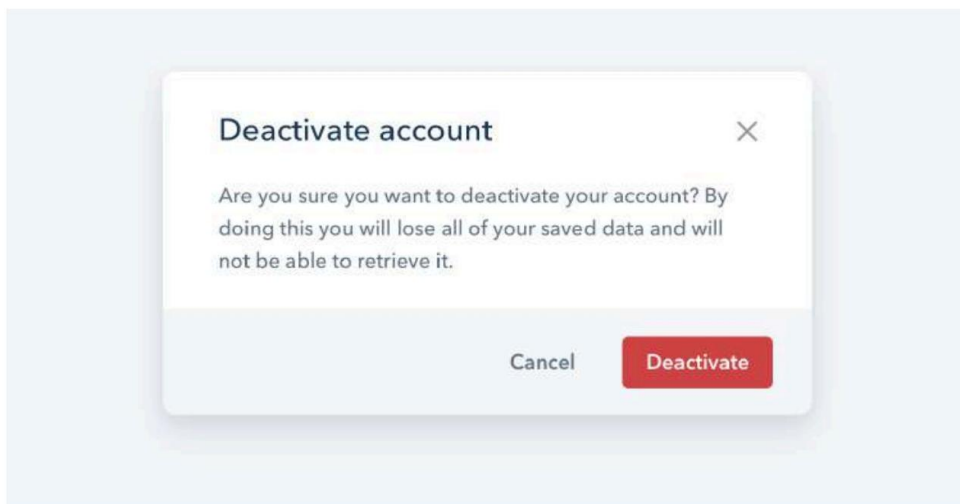 Deactivate account
Are you sure you want to deactivate your account? By
doing this you will lose all of your saved data and will
not be able to retrieve it.
Cancel
Deactivate